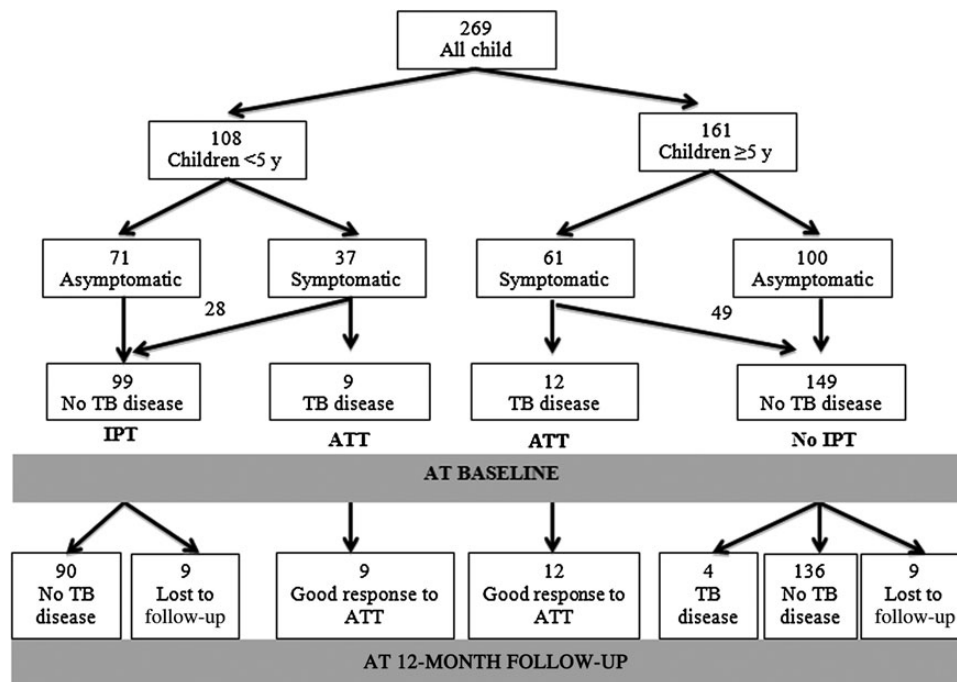 269
All child
108
Children <5 y
161
Children ≥5 y
71
Asymptomatic
37
Symptomatic
61
Symptomatic
100
Asymptomatic
28
49
99
No TB disease
9
TB disease
12
TB disease
149
No TB disease
IPT
ATT
ATT
No IPT
AT BASELINE
90
No TB
disease
9
Lost to
follow-up
9
Good response to
ATT
12
Good response to
ATT
4
TB
disease
136
No TB
disease
9
Lost to
follow-up
AT 12-MONTH FOLLOW-UP